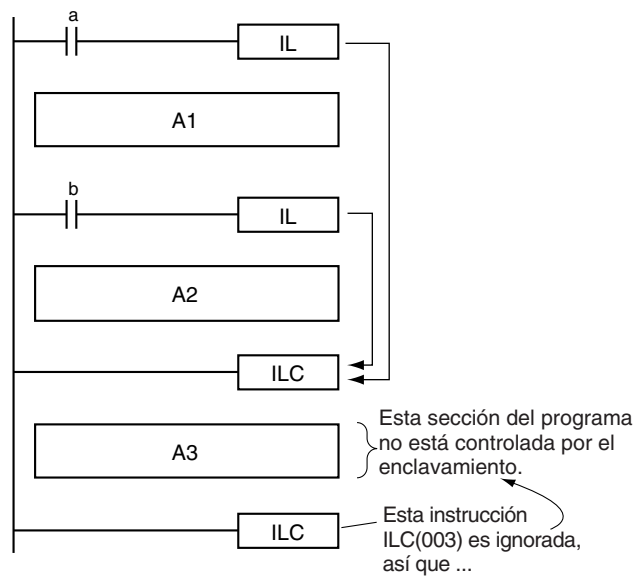 a
IL
A1
b
IL
A2
ILC
A3
Esta sección del programa
no está controlada por el
enclavamiento.
ILC
Esta instrucción
ILC(003) es ignorada,
así que ...